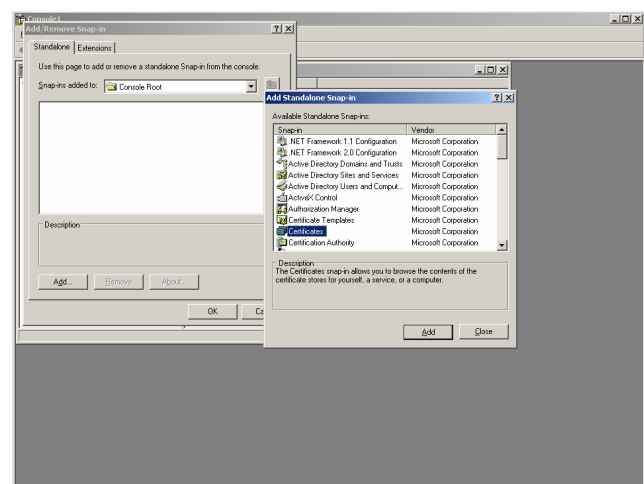 Console1
Add/Remove Snap-in
Standalone
Extensions
Use this page to add or remove a standalone Snap-in from the console.
Snap-ins added to:
Console Root
Description
Add...
Remove
About...
OK
Ca
Add Standalone Snap-in
Available Standalone Snap-ins:
Snap-in Vendor
.NET Framework 1.1 Configuration Microsoft Corporation
.NET Framework 2.0 Configuration Microsoft Corporation
Active Directory Domains and Trusts Microsoft Corporation
Active Directory Sites and Services Microsoft Corporation
Active Directory Users and Comput... Microsoft Corporation
ActiveX Control Microsoft Corporation
Authorization Manager Microsoft Corporation
Certificate Templates Microsoft Corporation
Certificates Microsoft Corporation
Certification Authority Microsoft Corporation
Description
The Certificates snap-in allows you to browse the contents of the
certificate stores for yourself, a service, or a computer.
Add
Close